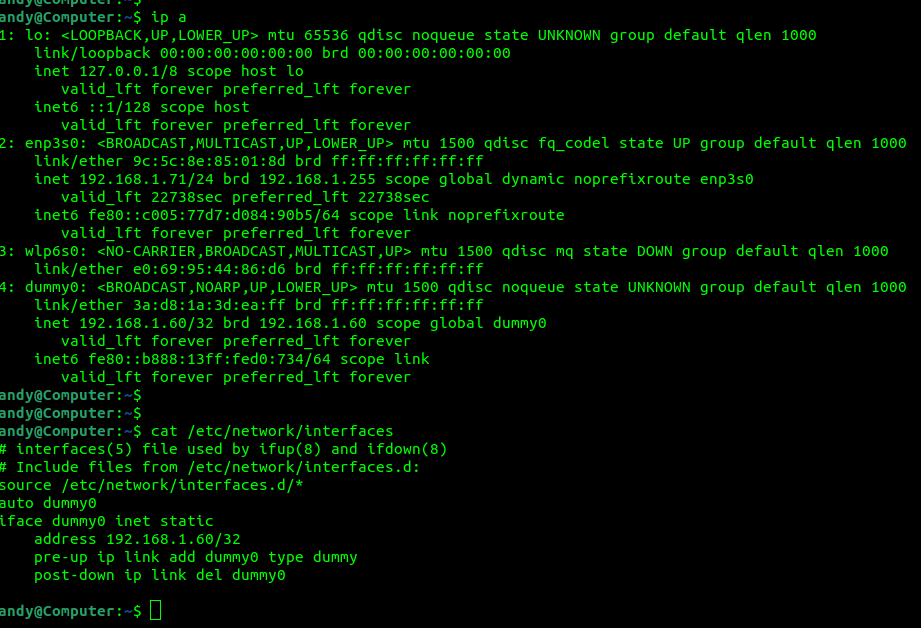 andy@Computer:~$ ip a
1: lo: <LOOPBACK,UP,LOWER_UP> mtu 65536 qdisc noqueue state UNKNOWN group default qlen 1000
    link/loopback 00:00:00:00:00:00 brd 00:00:00:00:00:00
    inet 127.0.0.1/8 scope host lo
       valid_lft forever preferred_lft forever
    inet6 ::1/128 scope host
       valid_lft forever preferred_lft forever
2: enp3s0: <BROADCAST,MULTICAST,UP,LOWER_UP> mtu 1500 qdisc fq_codel state UP group default qlen 1000
    link/ether 9c:5c:8e:85:01:8d brd ff:ff:ff:ff:ff:ff
    inet 192.168.1.71/24 brd 192.168.1.255 scope global dynamic noprefixroute enp3s0
       valid_lft 22738sec preferred_lft 22738sec
    inet6 fe80::c005:77d7:d084:90b5/64 scope link noprefixroute
       valid_lft forever preferred_lft forever
3: wlp6s0: <NO-CARRIER,BROADCAST,MULTICAST,UP> mtu 1500 qdisc mq state DOWN group default qlen 1000
    link/ether e0:69:95:44:86:d6 brd ff:ff:ff:ff:ff:ff
4: dummy0: <BROADCAST,NOARP,UP,LOWER_UP> mtu 1500 qdisc noqueue state UNKNOWN group default qlen 1000
    link/ether 3a:d8:1a:3d:ea:ff brd ff:ff:ff:ff:ff:ff
    inet 192.168.1.60/32 brd 192.168.1.60 scope global dummy0
       valid_lft forever preferred_lft forever
    inet6 fe80::b888:13ff:fed0:734/64 scope link
       valid_lft forever preferred_lft forever
andy@Computer:~$
andy@Computer:~$
andy@Computer:~$ cat /etc/network/interfaces
# interfaces(5) file used by ifup(8) and ifdown(8)
# Include files from /etc/network/interfaces.d:
source /etc/network/interfaces.d/*
auto dummy0
iface dummy0 inet static
    address 192.168.1.60/32
    pre-up ip link add dummy0 type dummy
    post-down ip link del dummy0
andy@Computer:~$